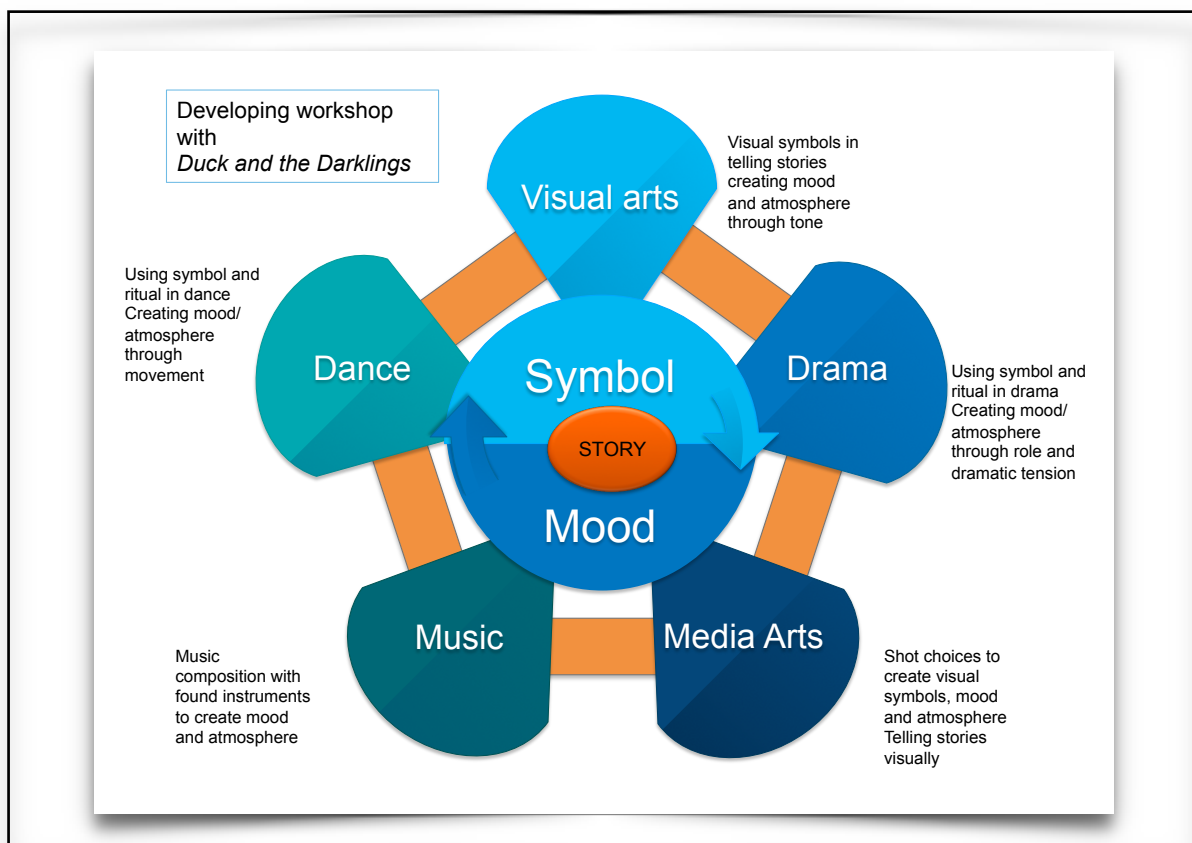 Developing workshop
with
Duck and the Darklings
Visual arts
Visual symbols in
telling stories
creating mood
and atmosphere
through tone
Using symbol and
ritual in dance
Creating mood/
atmosphere
through
movement
Dance
Symbol
Drama
Using symbol and
ritual in drama
Creating mood/
atmosphere
through role and
dramatic tension
STORY
Mood
Music
Media Arts
Music
composition with
found instruments
to create mood
and atmosphere
Shot choices to
create visual
symbols, mood
and atmosphere
Telling stories
visually